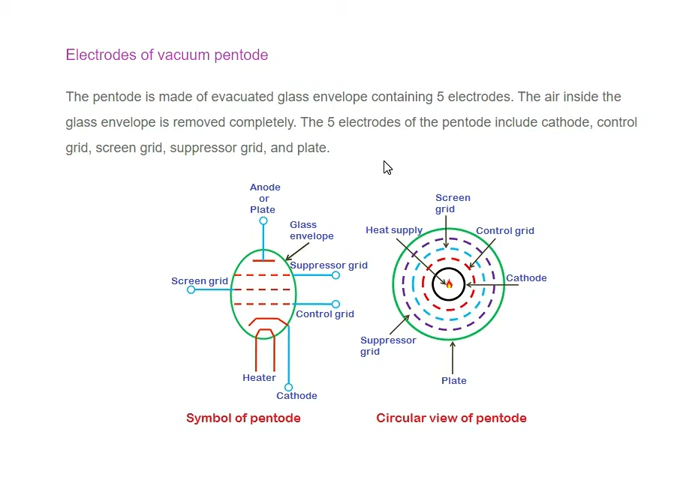 Electrodes of vacuum pentode
The pentode is made of evacuated glass envelope containing 5 electrodes. The air inside the
glass envelope is removed completely. The 5 electrodes of the pentode include cathode, control
grid, screen grid, suppressor grid, and plate.
Anode
or
Plate
Glass
envelope
Suppressor grid
Screen grid
Control grid
Heater
Cathode
Symbol of pentode
Screen
grid
Heat supply
Control grid
Cathode
Suppressor
grid
Plate
Circular view of pentode